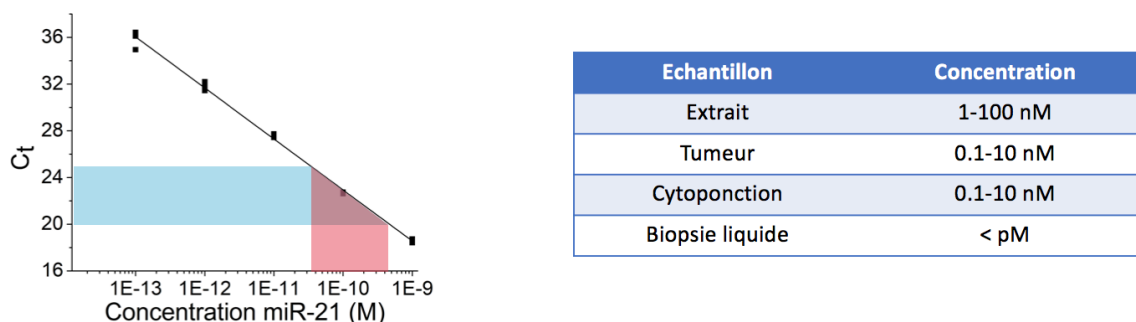 36
32
28
24
20
16
Ct
1E-13 1E-12 1E-11 1E-10 1E-9
Concentration miR-21 (M)
Echantillon Concentration
Extrait 1-100 nM
Tumeur 0.1-10 nM
Cytoponction 0.1-10 nM
Biopsie liquide < pM